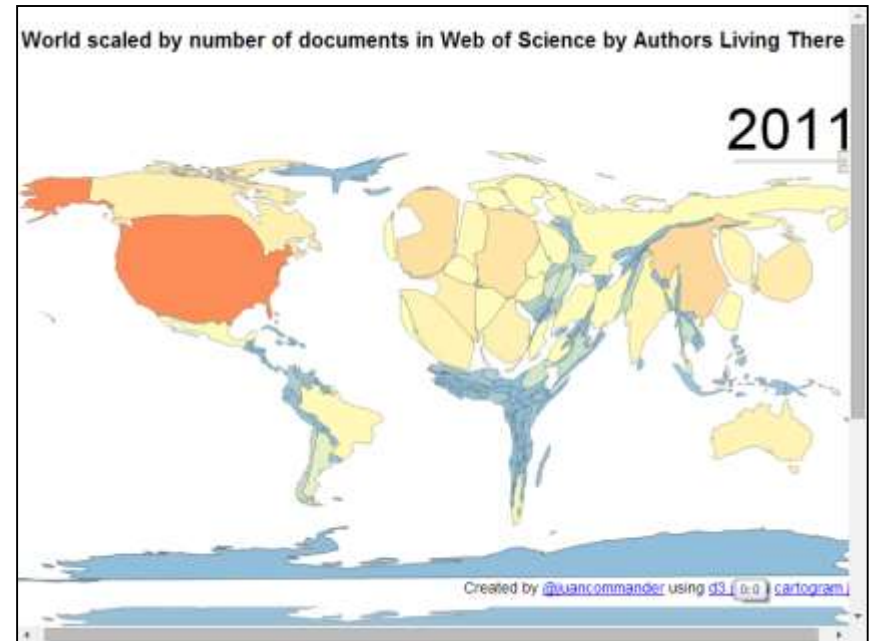 World scaled by number of documents in Web of Science by Authors Living There
2011
Created by @juancommander using d3 cartogram